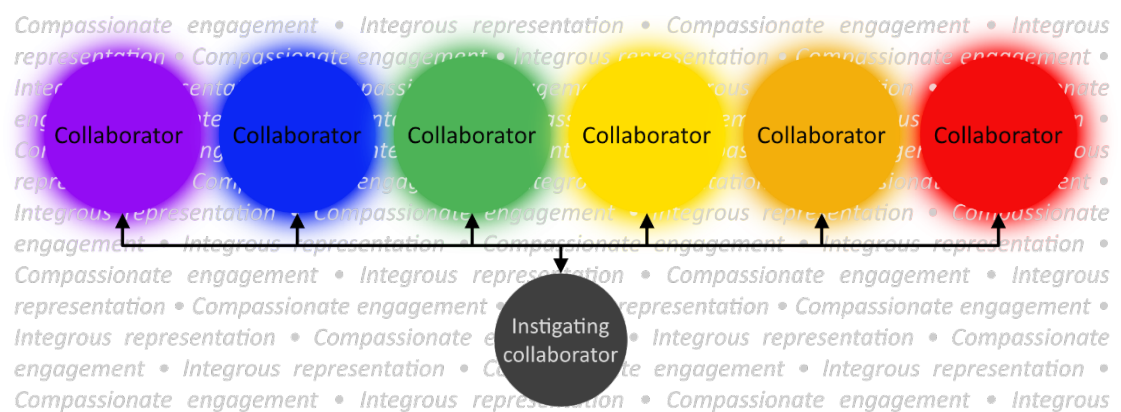 Compassionate engagement • Integrous representation • Compassionate engagement • Integrous
representation • Compassionate engagement • Integrous representation • Compassionate engagement •
Collaborator Collaborator Collaborator Collaborator Collaborator Collaborator
Integrous representation • Compassionate engagement • Integrous representation • Compassionate
engagement • Integrous representation • Compassionate engagement • Integrous representation •
Compassionate engagement • Integrous representation • Compassionate engagement • Integrous
representation • Compassionate engagement • representation • Compassionate engagement •
Instigating
Integrous representation • Compassionate • Integrous representation • Compassionate
collaborator
engagement • Integrous representation • engagement • Integrous representation •
Compassionate engagement • Integrous representation • Compassionate engagement • Integrous